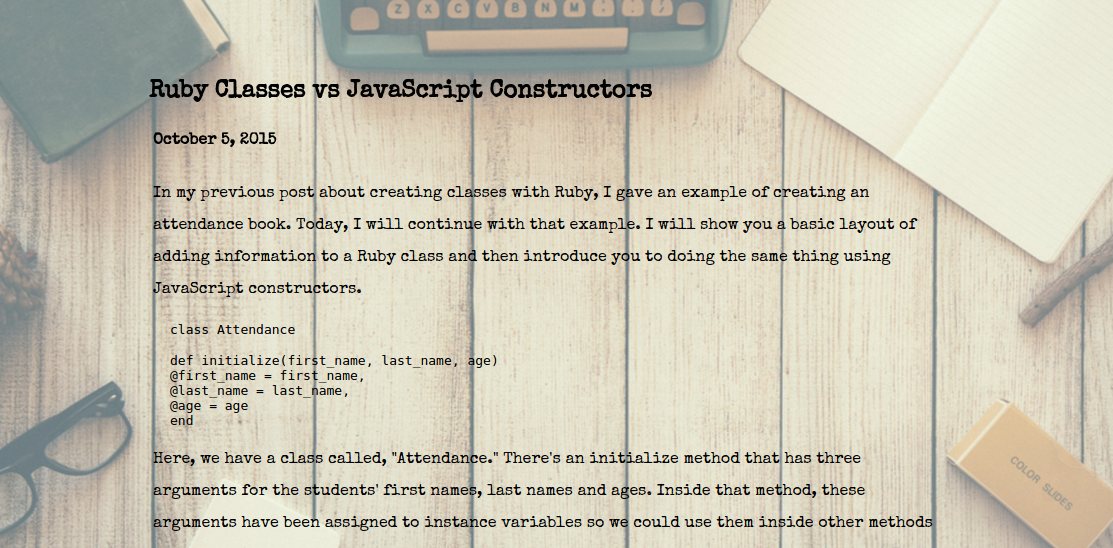 Z X C V B N M
Ruby Classes vs JavaScript Constructors
October 5, 2015
In my previous post about creating classes with Ruby, I gave an example of creating an
attendance book. Today, I will continue with that example. I will show you a basic layout of
adding information to a Ruby class and then introduce you to doing the same thing using
JavaScript constructors.
class Attendance
def initialize(first_name, last_name, age)
@first_name = first_name,
@last_name = last_name,
@age = age
end
COLOR SLIDES
Here, we have a class called, "Attendance." There's an initialize method that has three
arguments for the students' first names, last names and ages. Inside that method, these
arguments have been assigned to instance variables so we could use them inside other methods